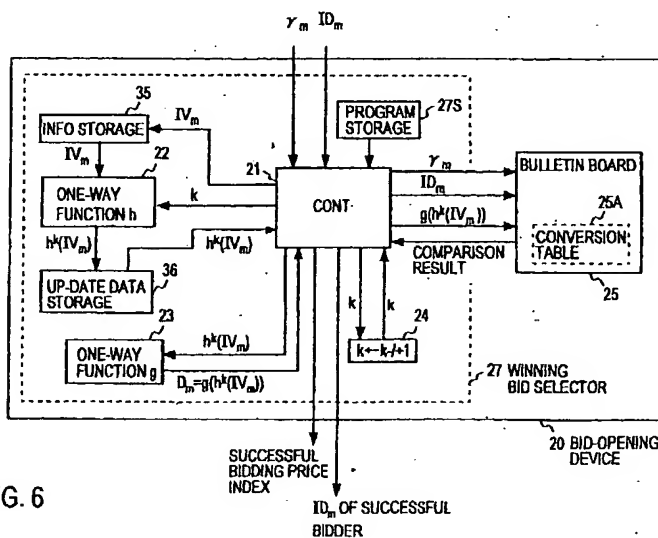 γm IDm
35
INFO STORAGE
IVm
PROGRAM
STORAGE
27S
IVm
22
21
ONE-WAY
FUNCTION h
k
CONT
γm
IDm
g(hk(IVm))
COMPARISON
RESULT
BULLETIN BOARD
25A
CONVERSION
TABLE
25
hk(IVm)
hk(IVm)
UP-DATE DATA
STORAGE
36
23
ONE-WAY
FUNCTION g
hk(IVm)
Dm=g(hk(IVm))
k
k
24
k←k-/+1
27 WINNING
BID SELECTOR
20 BID-OPENING
DEVICE
SUCCESSFUL
BIDDING PRICE
INDEX
IDm OF SUCCESSFUL
BIDDER
G. 6